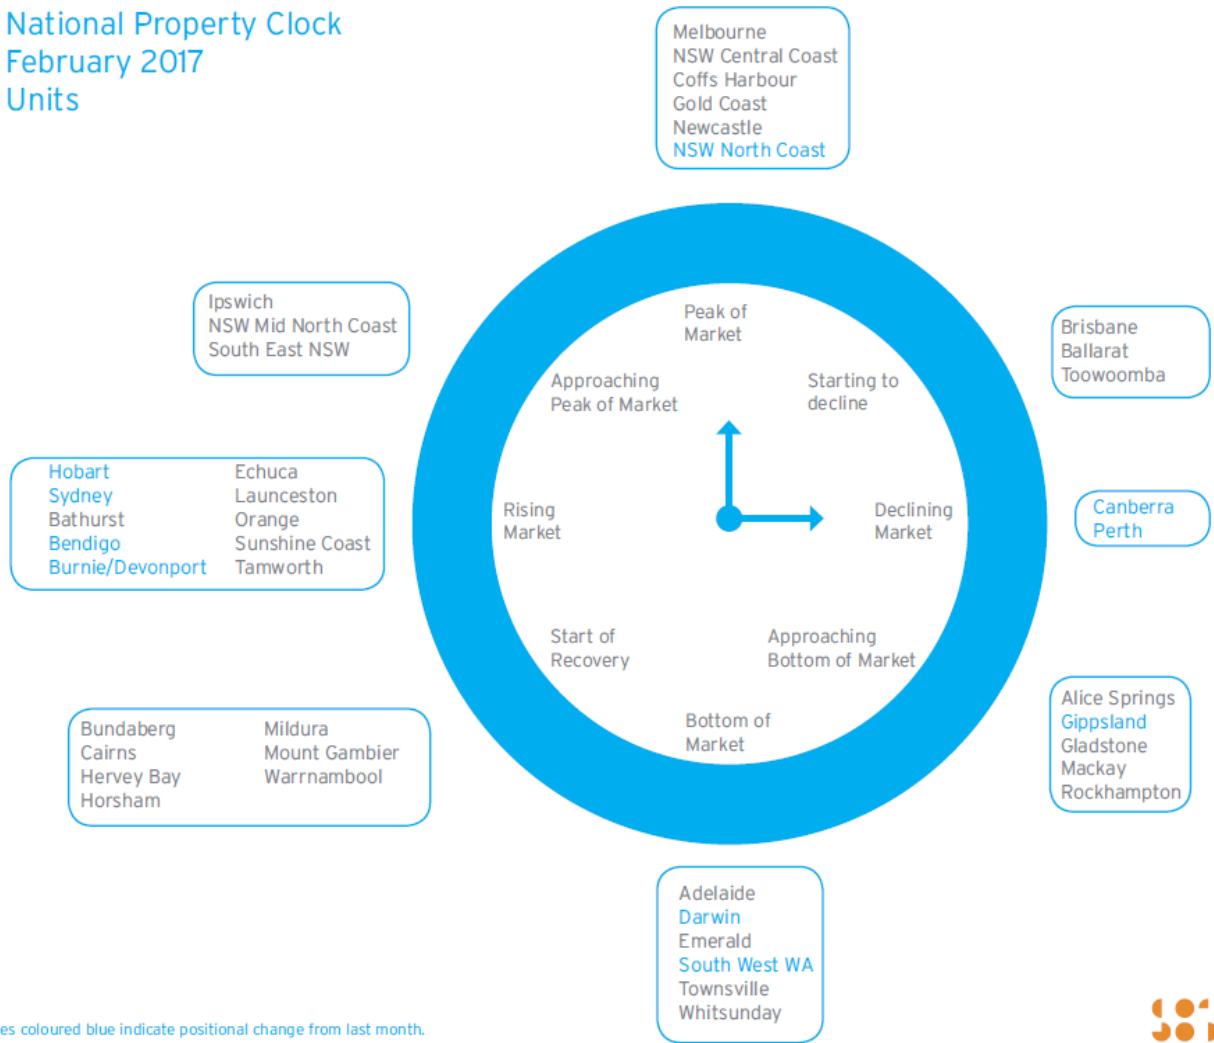 National Property Clock
February 2017
Units
Melbourne
NSW Central Coast
Coffs Harbour
Gold Coast
Newcastle
NSW North Coast
Ipswich
NSW Mid North Coast
South East NSW
Peak of
Market
Approaching
Peak of Market
Starting to
decline
Brisbane
Ballarat
Toowoomba
Hobart
Sydney
Bathurst
Bendigo
Burnie/Devonport
Echuca
Launceston
Orange
Sunshine Coast
Tamworth
Rising
Market
Declining
Market
Canberra
Perth
Start of
Recovery
Approaching
Bottom of Market
Bottom of
Market
Bundaberg
Cairns
Hervey Bay
Horsham
Mildura
Mount Gambier
Warrnambool
Alice Springs
Gippsland
Gladstone
Mackay
Rockhampton
Adelaide
Darwin
Emerald
South West WA
Townsville
Whitsunday
es coloured blue indicate positional change from last month.